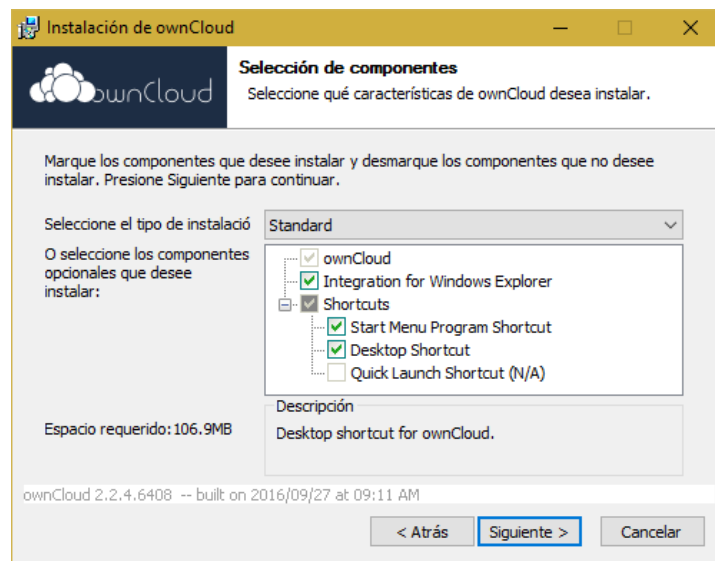 Instalación de ownCloud
ownCloud
Selección de componentes
Seleccione qué características de ownCloud desea instalar.
Marque los componentes que desee instalar y desmarque los componentes que no desee
instalar. Presione Siguiente para continuar.
Seleccione el tipo de instalació
Standard
O seleccione los componentes
opcionales que desee
instalar:
ownCloud
Integration for Windows Explorer
Shortcuts
Start Menu Program Shortcut
Desktop Shortcut
Quick Launch Shortcut (N/A)
Espacio requerido: 106.9MB
Descripción
Desktop shortcut for ownCloud.
ownCloud 2.2.4.6408 -- built on 2016/09/27 at 09:11 AM
< Atrás
Siguiente >
Cancelar